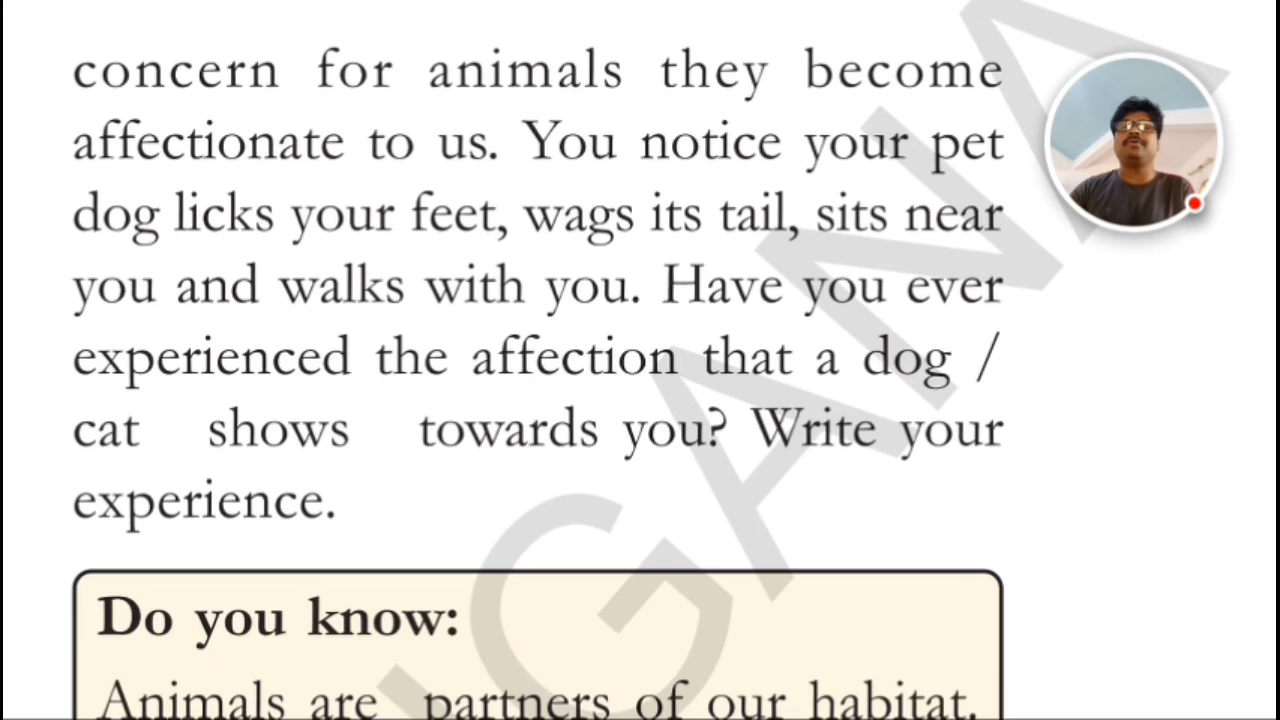 concern for animals they become
affectionate to us. You notice your pet
dog licks your feet, wags its tail, sits near
you and walks with you. Have you ever
experienced the affection that a dog /
cat shows towards you? Write your
experience.
Do you know:
Animals are partners of our habitat.